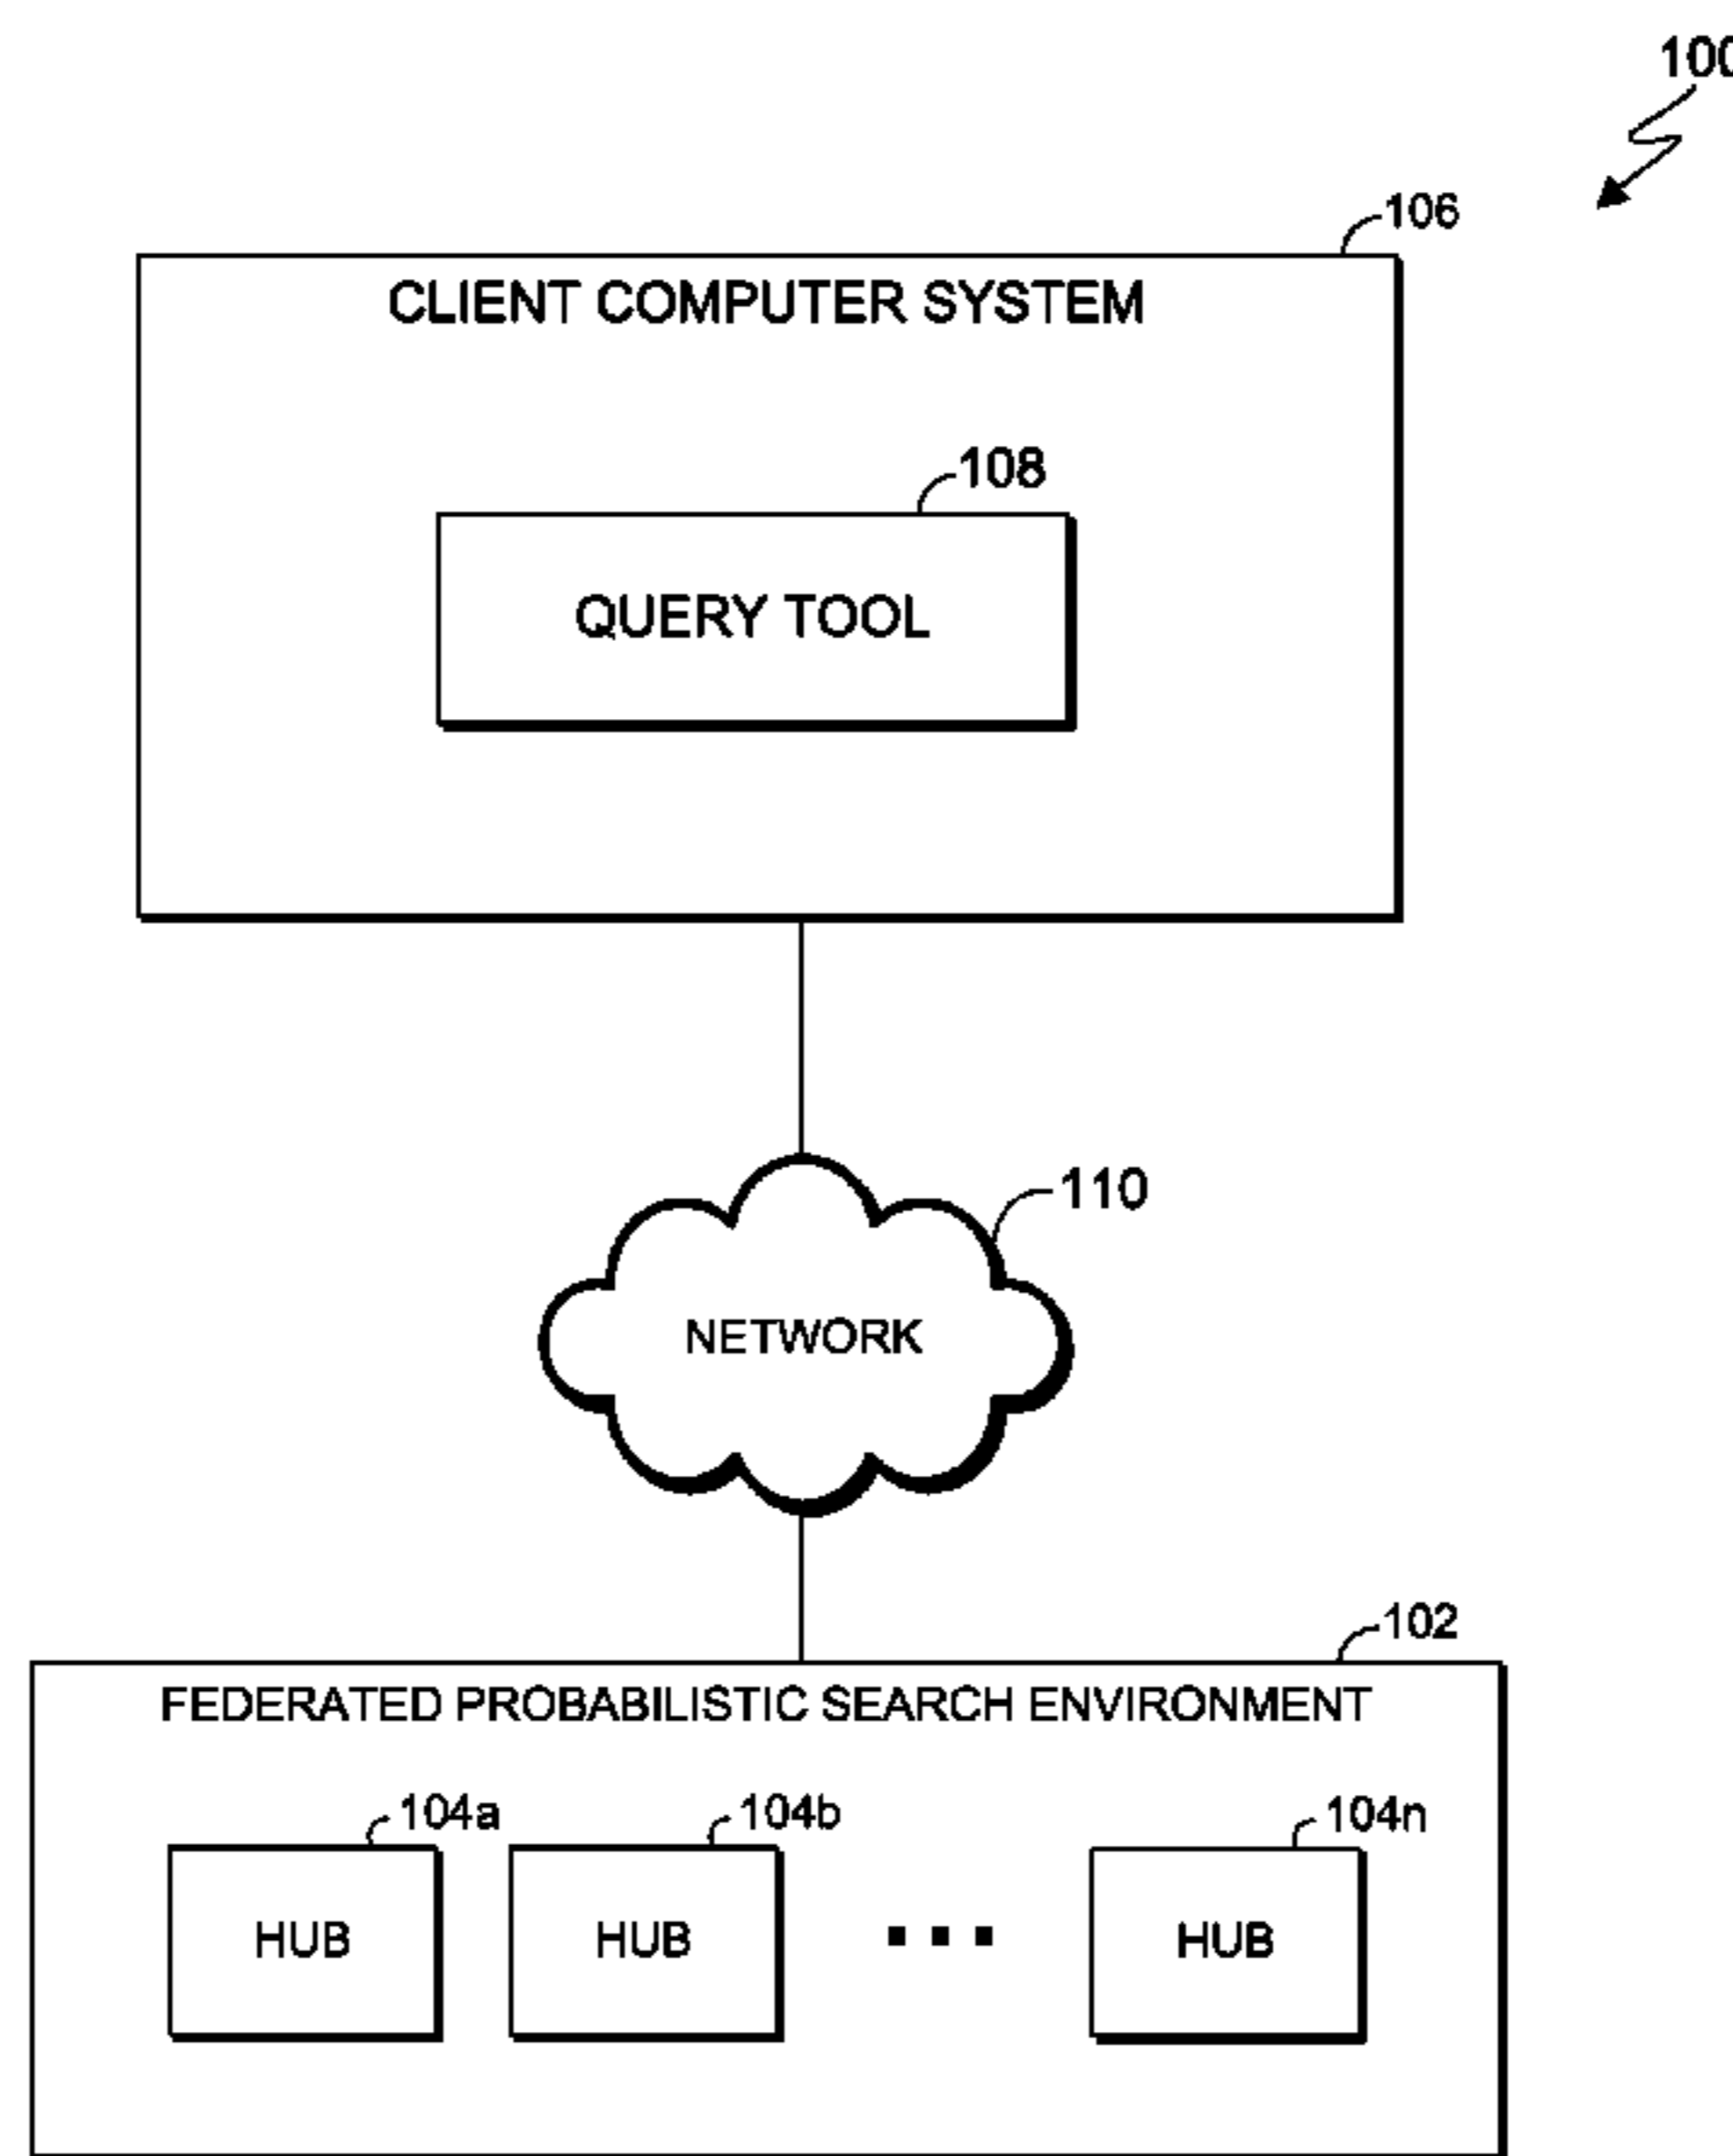 100
106
CLIENT COMPUTER SYSTEM
108
QUERY TOOL
110
NETWORK
102
FEDERATED PROBABILISTIC SEARCH ENVIRONMENT
104a 104b 104n
HUB HUB ▪ ▪ ▪ HUB